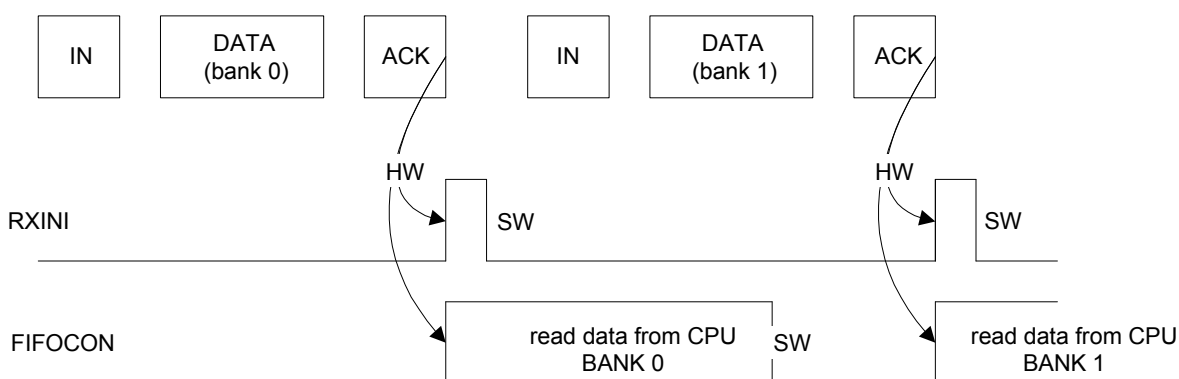 IN
DATA
(bank 0)
ACK
IN
DATA
(bank 1)
ACK
HW
HW
RXINI
SW
SW
FIFOCON
read data from CPU
BANK 0
SW
read data from CPU
BANK 1